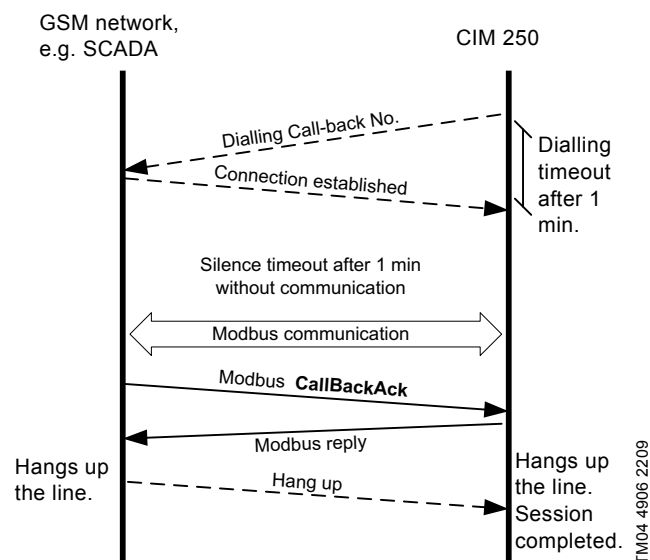 GSM network,
e.g. SCADA
CIM 250
Dialling Call-back No.
Connection established
Dialling
timeout
after 1
min.
Silence timeout after 1 min
without communication
Modbus communication
Modbus CallBackAck
Modbus reply
Hangs up
the line.
Hang up
Hangs up
the line.
Session
completed.
TM04 4906 2209